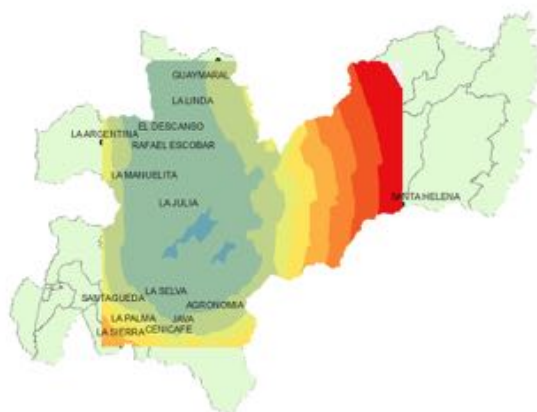 GUAYMARAL
LA LINDA
EL DESCANSO
LA ARGENTINA
RAFAEL ESCOBAR
LA MANUELITA
LA JULIA
SANTA HELENA
LA SELVA
SANTAGUEDA
AGRONOMIA
LA PALMA
JAVA
LA SIERRA
CENICAFE